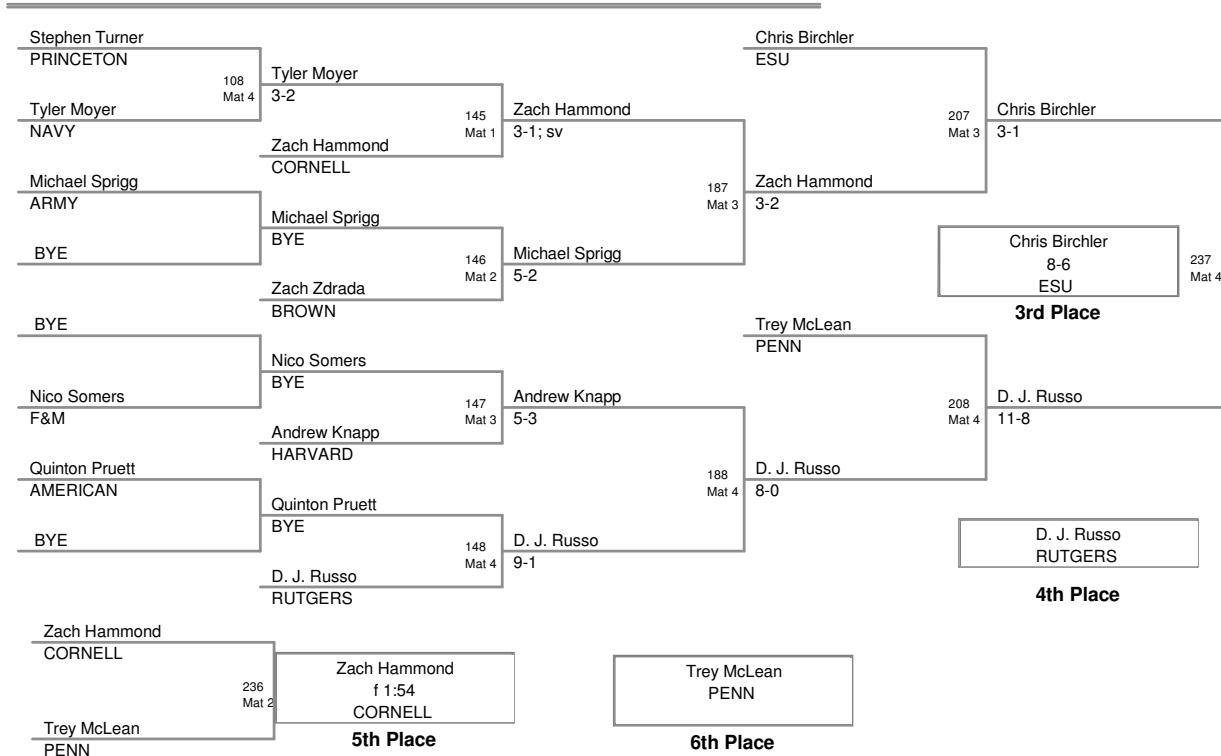 Stephen Turner
PRINCETON
108
Mat 4
Tyler Moyer
3-2
Tyler Moyer
NAVY
145
Mat 1
Zach Hammond
3-1; sv
Zach Hammond
CORNELL
Michael Sprigg
ARMY
Michael Sprigg
BYE
BYE
146
Mat 2
Michael Sprigg
5-2
Zach Zdrada
BROWN
187
Mat 3
Zach Hammond
3-2
Chris Birchler
ESU
207
Mat 3
Chris Birchler
3-1
Chris Birchler
8-6
ESU
237
Mat 4
3rd Place
BYE
Nico Somers
BYE
Nico Somers
F&M
147
Mat 3
Andrew Knapp
5-3
Andrew Knapp
HARVARD
Quinton Pruett
AMERICAN
Quinton Pruett
BYE
BYE
148
Mat 4
D. J. Russo
9-1
D. J. Russo
RUTGERS
188
Mat 4
D. J. Russo
8-0
Trey McLean
PENN
208
Mat 4
D. J. Russo
11-8
D. J. Russo
RUTGERS
4th Place
Zach Hammond
CORNELL
236
Mat 2
Trey McLean
PENN
Zach Hammond
f 1:54
CORNELL
5th Place
Trey McLean
PENN
6th Place